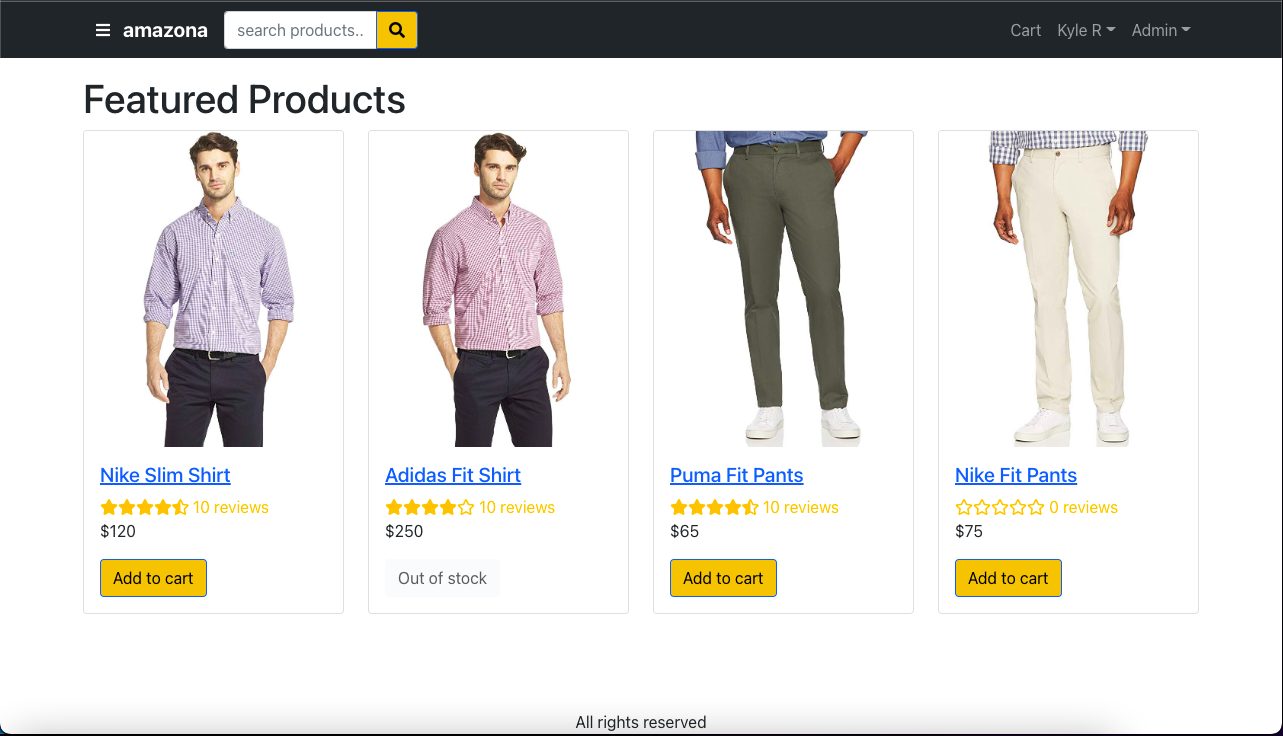 amazona
search products..
Cart
Kyle R
Admin
Featured Products
Nike Slim Shirt
10 reviews
$120
Add to cart
Adidas Fit Shirt
10 reviews
$250
Out of stock
Puma Fit Pants
10 reviews
$65
Add to cart
Nike Fit Pants
0 reviews
$75
Add to cart
All rights reserved